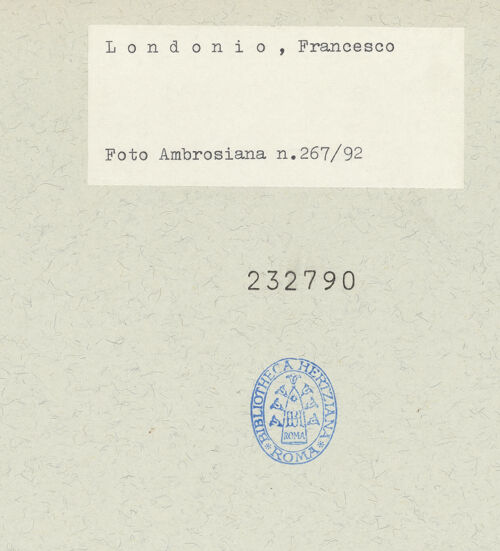 L o n d o n i o , Francesco
Foto Ambrosiana n.267/92
232790
BIBLIOTHECA HERTZIANA
ROMA
* ROMA *